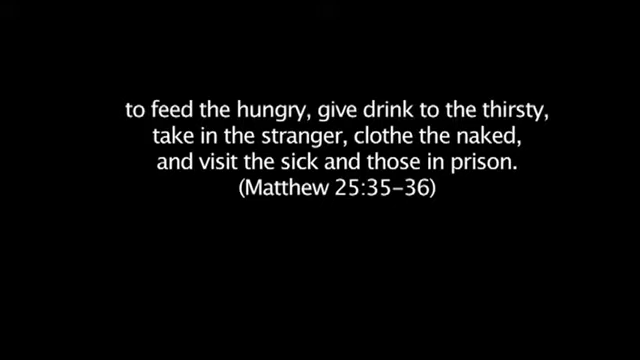 to feed the hungry, give drink to the thirsty,
take in the stranger, clothe the naked,
and visit the sick and those in prison.
(Matthew 25:35–36)